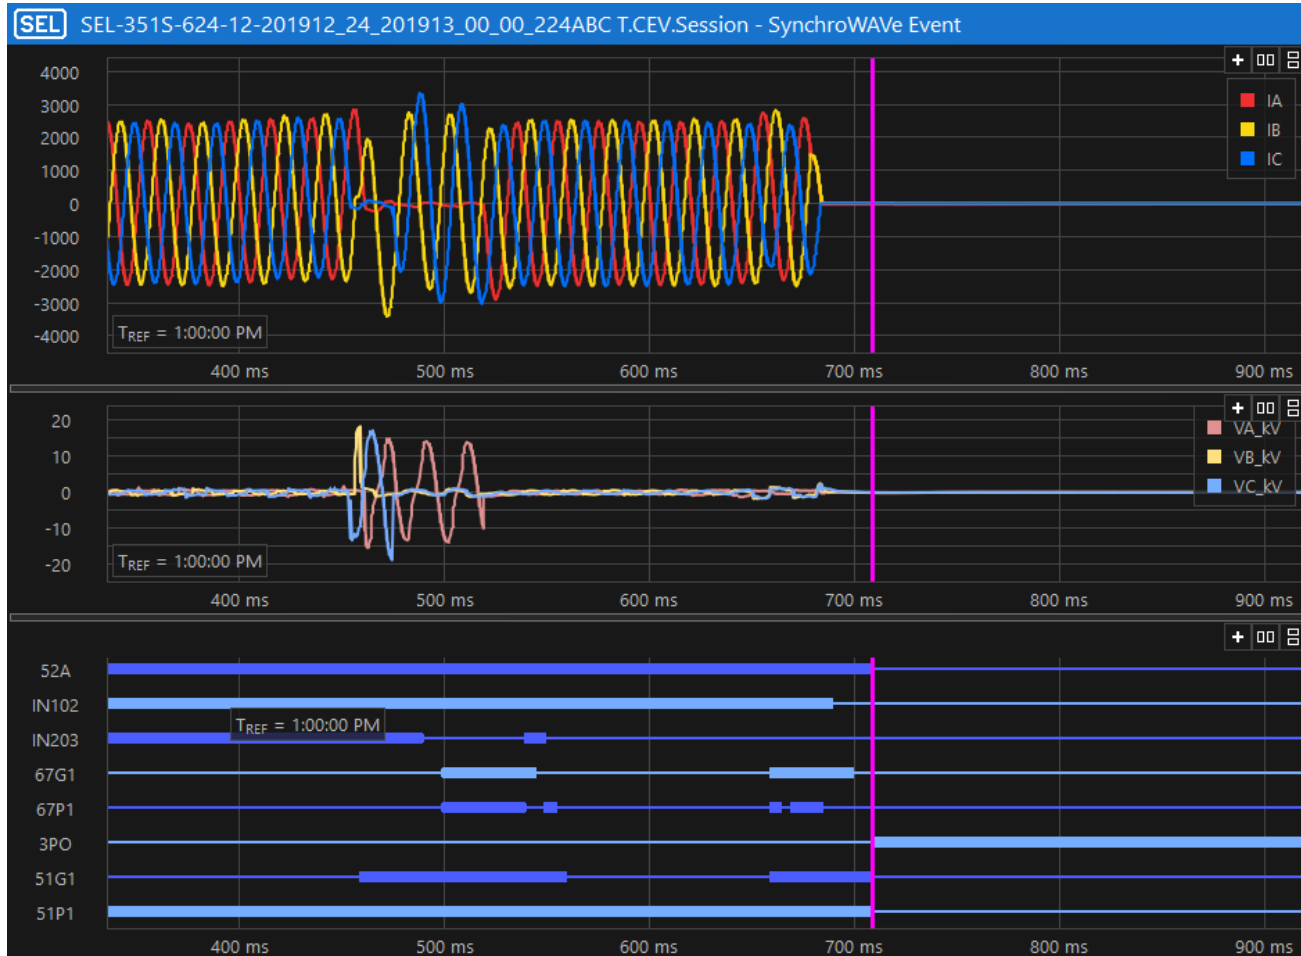 SEL SEL-351S-624-12-201912_24_201913_00_00_224ABC T.CEV.Session - SynchroWAVe Event
4000
3000
2000
1000
0
-1000
-2000
-3000
-4000
IA
IB
IC
TREF = 1:00:00 PM
400 ms 500 ms 600 ms 700 ms 800 ms 900 ms
20
10
0
-10
-20
VA_kV
VB_kV
VC_kV
TREF = 1:00:00 PM
400 ms 500 ms 600 ms 700 ms 800 ms 900 ms
52A
IN102
TREF = 1:00:00 PM
IN203
67G1
67P1
3PO
51G1
51P1
400 ms 500 ms 600 ms 700 ms 800 ms 900 ms